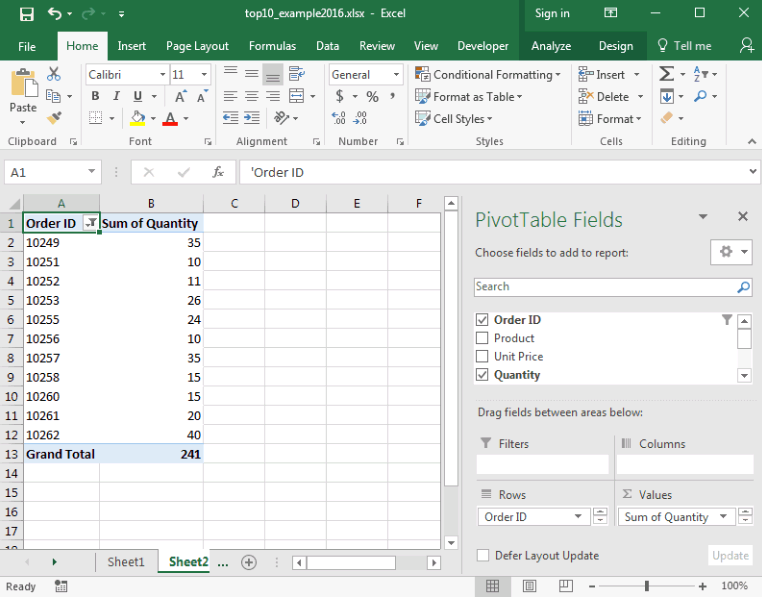 top10_example2016.xlsx - Excel
Sign in
File Home Insert Page Layout Formulas Data Review View Developer Analyze Design Tell me
Calibri 11 General Conditional Formatting Insert
Paste B I U A A $ % , Format as Table Delete
A .00 .00 Cell Styles Format
Clipboard Font Alignment Number Styles Cells Editing
A1 fx 'Order ID
A B C D E F
1 Order ID Sum of Quantity
2 10249 35
3 10251 10
4 10252 11
5 10253 26
6 10255 24
7 10256 10
8 10257 35
9 10258 15
10 10260 15
11 10261 20
12 10262 40
13 Grand Total 241
14
15
16
17
PivotTable Fields
Choose fields to add to report:
Search
Order ID
Product
Unit Price
Quantity
Drag fields between areas below:
Filters Columns
Rows Σ Values
Order ID Sum of Quantity
Defer Layout Update Update
Sheet1 Sheet2 ...
Ready 100%